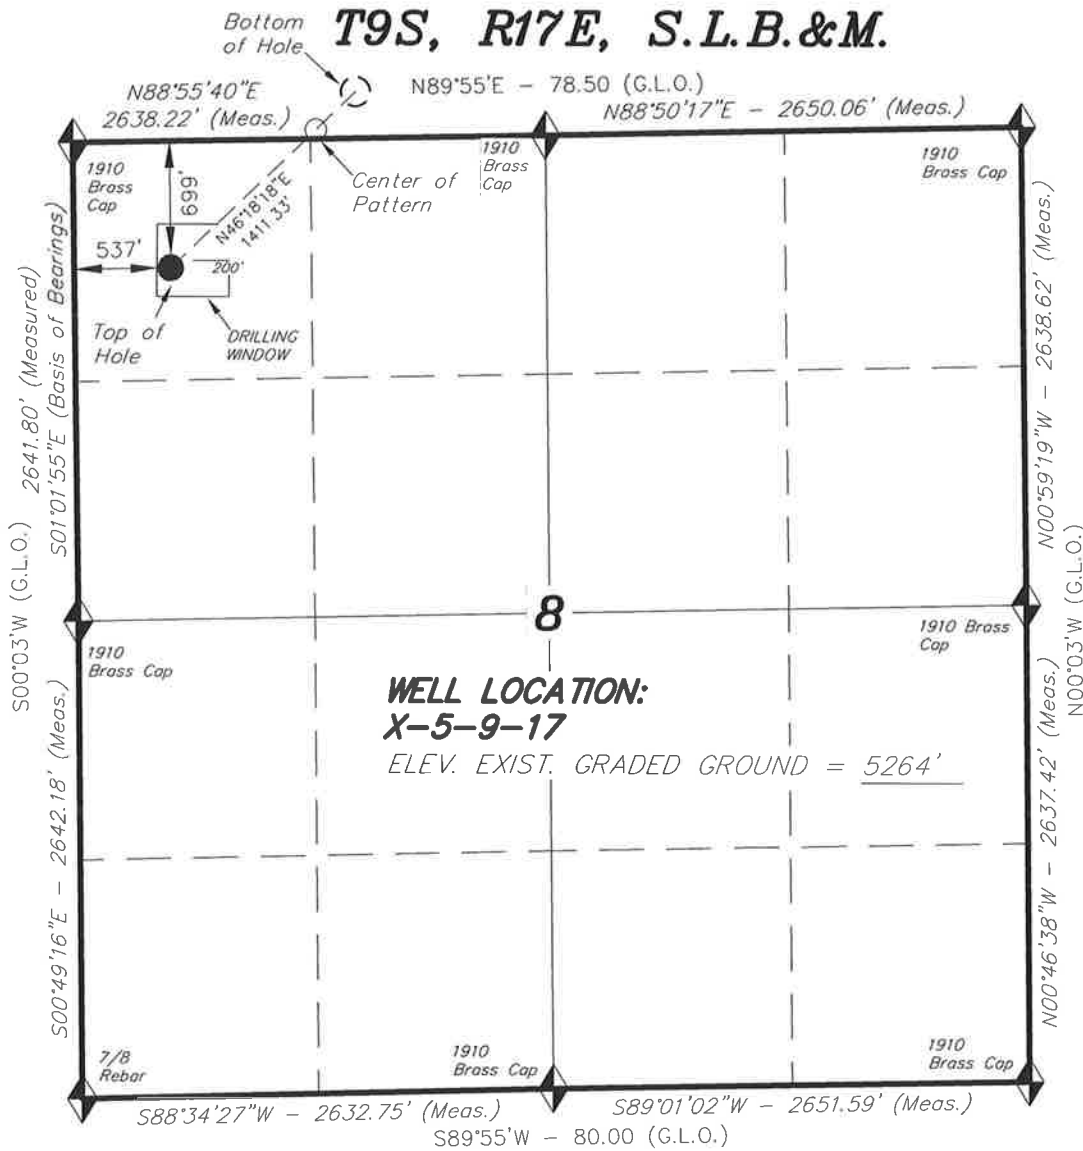 T9S, R17E, S.L.B.&M.
Bottom
of Hole
N89°55'E - 78.50 (G.L.O.)
N88°55'40"E
2638.22' (Meas.)
N88°50'17"E - 2650.06' (Meas.)
1910
Brass
Cap
699'
N46°18'18"E
1411.33'
Center of
Pattern
1910
Brass
Cap
1910
Brass Cap
537'
200'
Top of
Hole
DRILLING
WINDOW
2641.80' (Measured)
S01°01'55"E (Basis of Bearings)
S00°03'W (G.L.O.)
N00°59'19"W - 2638.62' (Meas.)
N00°03'W (G.L.O.)
8
1910
Brass Cap
1910 Brass
Cap
WELL LOCATION:
X-5-9-17
ELEV. EXIST. GRADED GROUND = 5264'
S00°49'16"E - 2642.18' (Meas.)
N00°46'38"W - 2637.42' (Meas.)
7/8
Rebar
1910
Brass Cap
1910
Brass Cap
S88°34'27"W - 2632.75' (Meas.)
S89°01'02"W - 2651.59' (Meas.)
S89°55'W - 80.00 (G.L.O.)